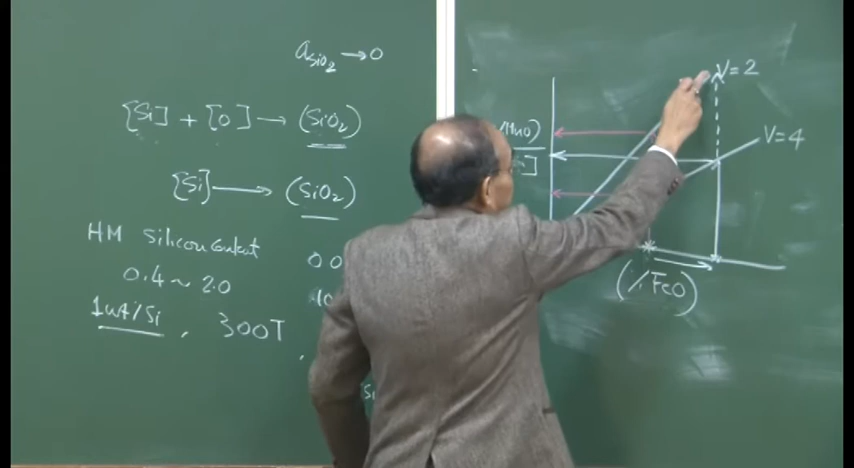 a_SiO₂ → 0
[Si] + [O] → (SiO₂)
[Si] → (SiO₂)
HM Silicon Content
0.4 ~ 2.0
1wt/Si, 300T
V=2
V=4
(MnO)
]
(% FeO)